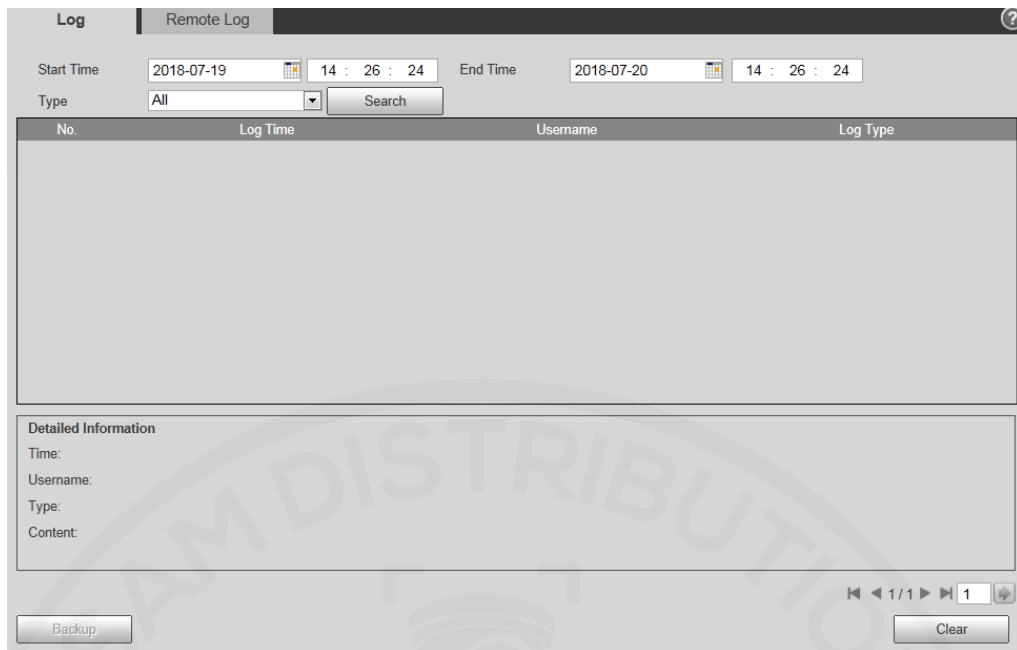 Log Remote Log ?
Start Time 2018-07-19 14 : 26 : 24 End Time 2018-07-20 14 : 26 : 24
Type All Search
No. Log Time Username Log Type
Detailed Information
Time:
Username:
Type:
Content:
1 / 1 1
Backup Clear
AM DISTRIBUTIO